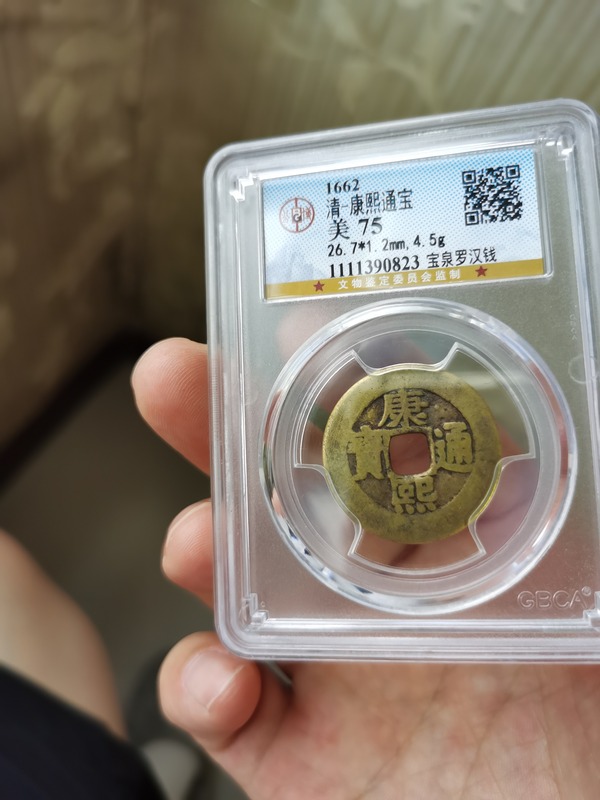 1662
清-康熙通宝
美 75
26.7*1.2mm,4.5g
1111390823 宝泉罗汉钱
文物鉴定委员会监制
康
寶 通
熙
GBCA